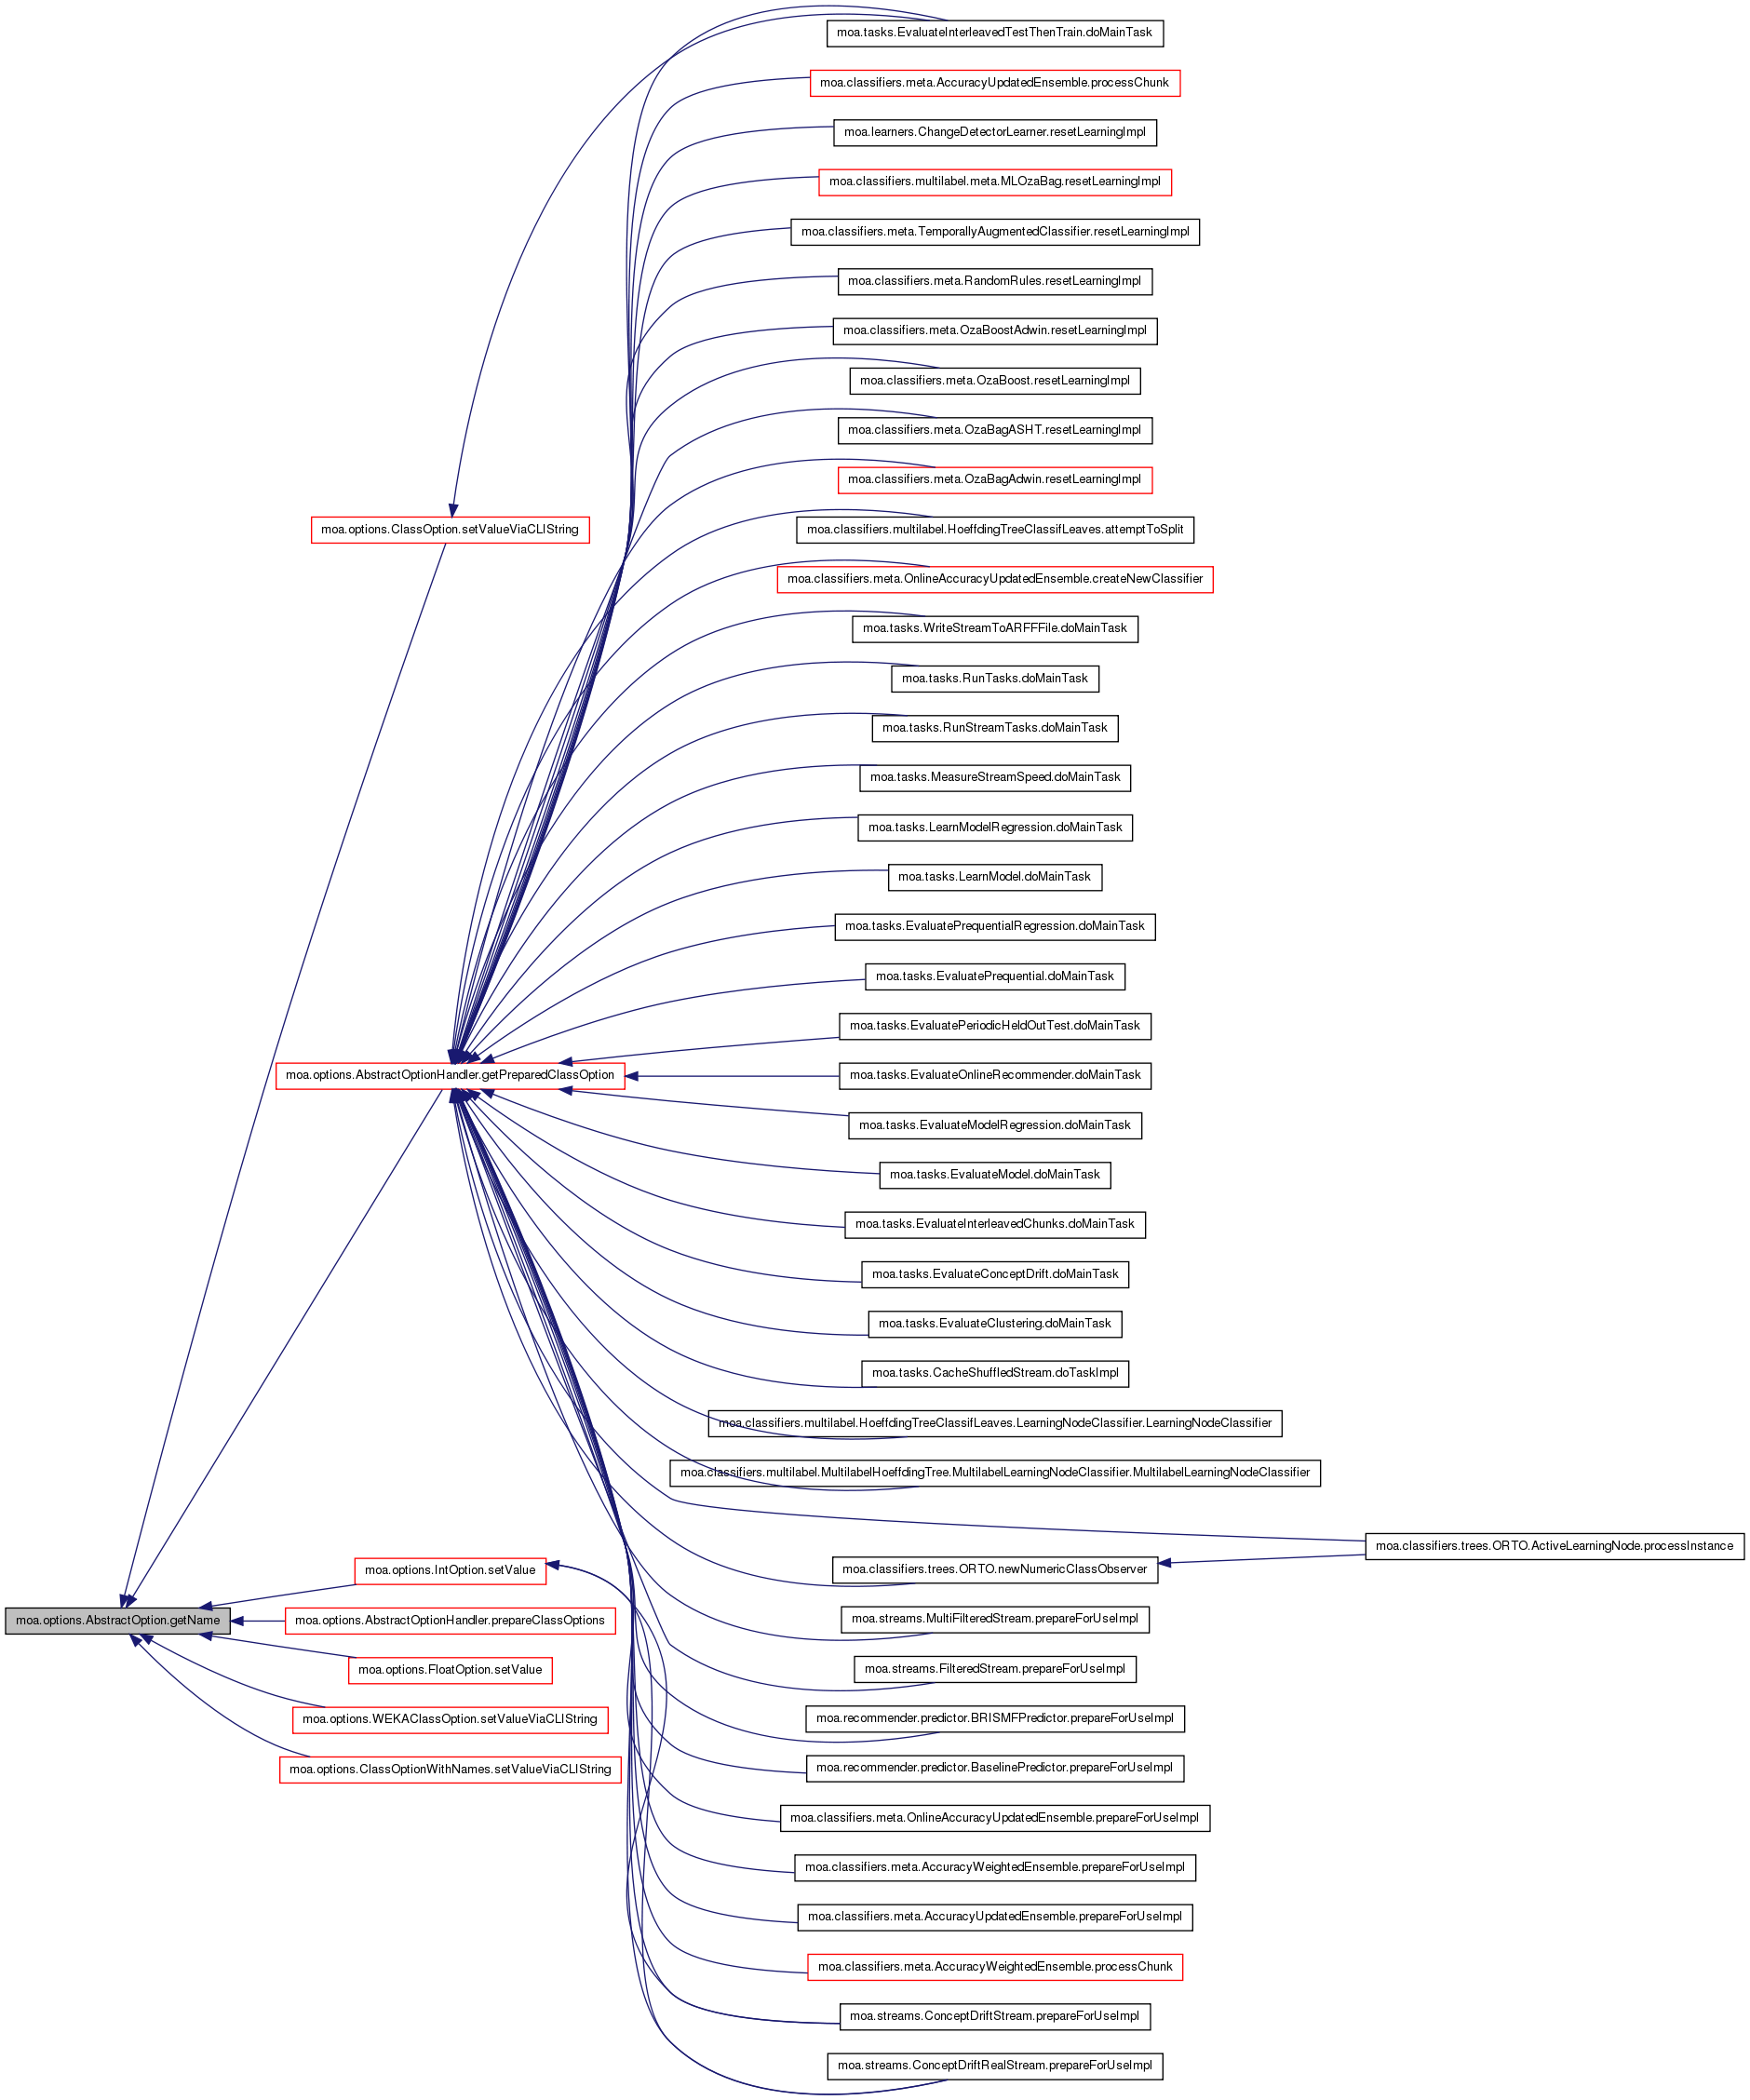 moa.tasks.EvaluateInterleavedTestThenTrain.doMainTask
moa.classifiers.meta.AccuracyUpdatedEnsemble.processChunk
moa.learners.ChangeDetectorLearner.resetLearningImpl
moa.classifiers.multilabel.meta.MLOzaBag.resetLearningImpl
moa.classifiers.meta.TemporallyAugmentedClassifier.resetLearningImpl
moa.classifiers.meta.RandomRules.resetLearningImpl
moa.classifiers.meta.OzaBoostAdwin.resetLearningImpl
moa.classifiers.meta.OzaBoost.resetLearningImpl
moa.classifiers.meta.OzaBagASHT.resetLearningImpl
moa.classifiers.meta.OzaBagAdwin.resetLearningImpl
moa.options.ClassOption.setValueViaCLIString
moa.classifiers.multilabel.HoeffdingTreeClassifLeaves.attemptToSplit
moa.classifiers.meta.OnlineAccuracyUpdatedEnsemble.createNewClassifier
moa.tasks.WriteStreamToARFFFile.doMainTask
moa.tasks.RunTasks.doMainTask
moa.tasks.RunStreamTasks.doMainTask
moa.tasks.MeasureStreamSpeed.doMainTask
moa.tasks.LearnModelRegression.doMainTask
moa.tasks.LearnModel.doMainTask
moa.tasks.EvaluatePrequentialRegression.doMainTask
moa.tasks.EvaluatePrequential.doMainTask
moa.tasks.EvaluatePeriodicHeldOutTest.doMainTask
moa.options.AbstractOptionHandler.getPreparedClassOption
moa.tasks.EvaluateOnlineRecommender.doMainTask
moa.tasks.EvaluateModelRegression.doMainTask
moa.tasks.EvaluateModel.doMainTask
moa.tasks.EvaluateInterleavedChunks.doMainTask
moa.tasks.EvaluateConceptDrift.doMainTask
moa.tasks.EvaluateClustering.doMainTask
moa.tasks.CacheShuffledStream.doTaskImpl
moa.classifiers.multilabel.HoeffdingTreeClassifLeaves.LearningNodeClassifier.LearningNodeClassifier
moa.classifiers.multilabel.MultilabelHoeffdingTree.MultilabelLearningNodeClassifier.MultilabelLearningNodeClassifier
moa.classifiers.trees.ORTO.ActiveLearningNode.processInstance
moa.options.IntOption.setValue
moa.classifiers.trees.ORTO.newNumericClassObserver
moa.options.AbstractOption.getName
moa.options.AbstractOptionHandler.prepareClassOptions
moa.streams.MultiFilteredStream.prepareForUseImpl
moa.options.FloatOption.setValue
moa.streams.FilteredStream.prepareForUseImpl
moa.options.WEKAClassOption.setValueViaCLIString
moa.recommender.predictor.BRISMFPredictor.prepareForUseImpl
moa.options.ClassOptionWithNames.setValueViaCLIString
moa.recommender.predictor.BaselinePredictor.prepareForUseImpl
moa.classifiers.meta.OnlineAccuracyUpdatedEnsemble.prepareForUseImpl
moa.classifiers.meta.AccuracyWeightedEnsemble.prepareForUseImpl
moa.classifiers.meta.AccuracyUpdatedEnsemble.prepareForUseImpl
moa.classifiers.meta.AccuracyWeightedEnsemble.processChunk
moa.streams.ConceptDriftStream.prepareForUseImpl
moa.streams.ConceptDriftRealStream.prepareForUseImpl